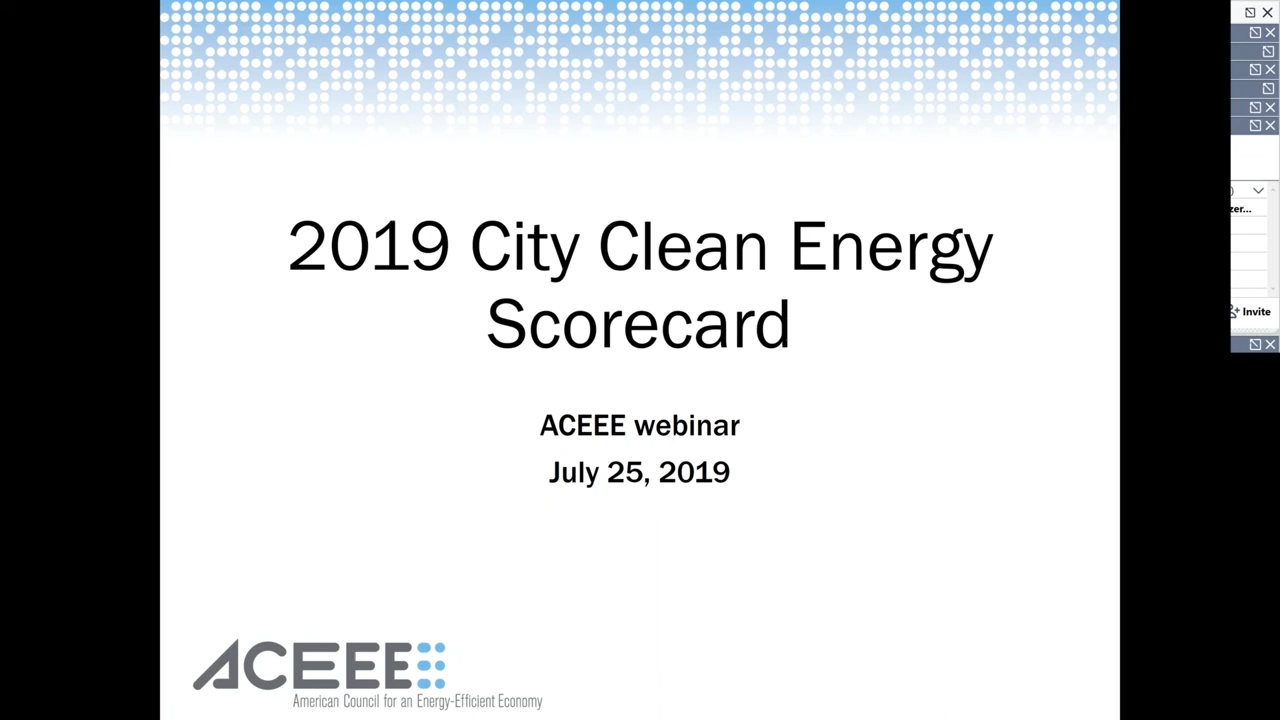 2019 City Clean Energy
Scorecard
ACEEE webinar
July 25, 2019
ACEEE
American Council for an Energy-Efficient Economy
Invite